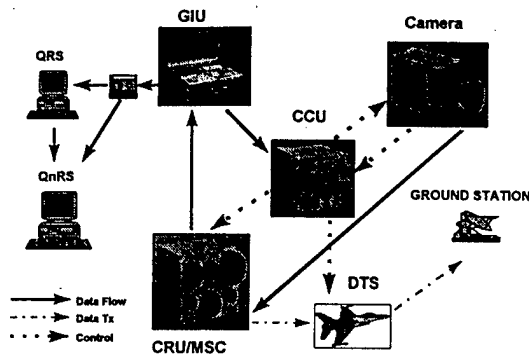 GIU
Camera
QRS
CCU
QnRS
GROUND STATION
DTS
Data Flow
Data Tx
Control
CRU/MSC